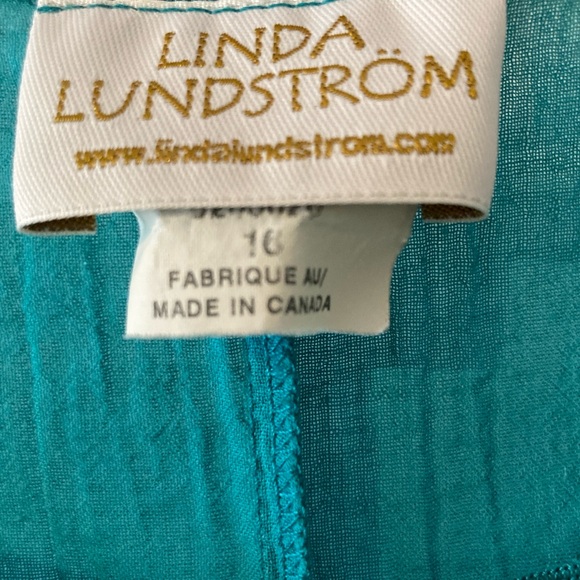 LINDA
LUNDSTRÖM
www.lindalundstrom.com
16
FABRIQUE AU/
MADE IN CANADA